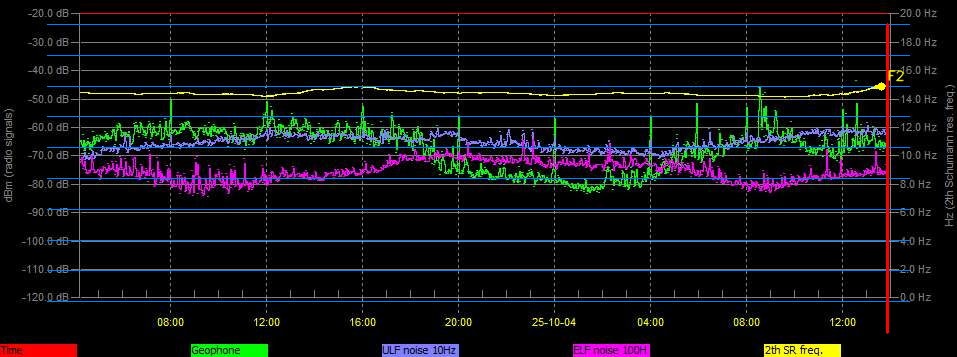 -20.0 dB 20.0 Hz
-30.0 dB 18.0 Hz
-40.0 dB 16.0 Hz
F2
-50.0 dB 14.0 Hz
-60.0 dB 12.0 Hz
-70.0 dB 10.0 Hz
-80.0 dB 8.0 Hz
-90.0 dB 6.0 Hz
-100.0 dB 4.0 Hz
-110.0 dB 2.0 Hz
-120.0 dB 0.0 Hz
dBm (radio signals)
Hz (2th Schumann res. freq.)
08:00 12:00 16:00 20:00 25-10-04 04:00 08:00 12:00
Time Geophone ULF noise 10Hz ELF noise 100H 2th SR freq.